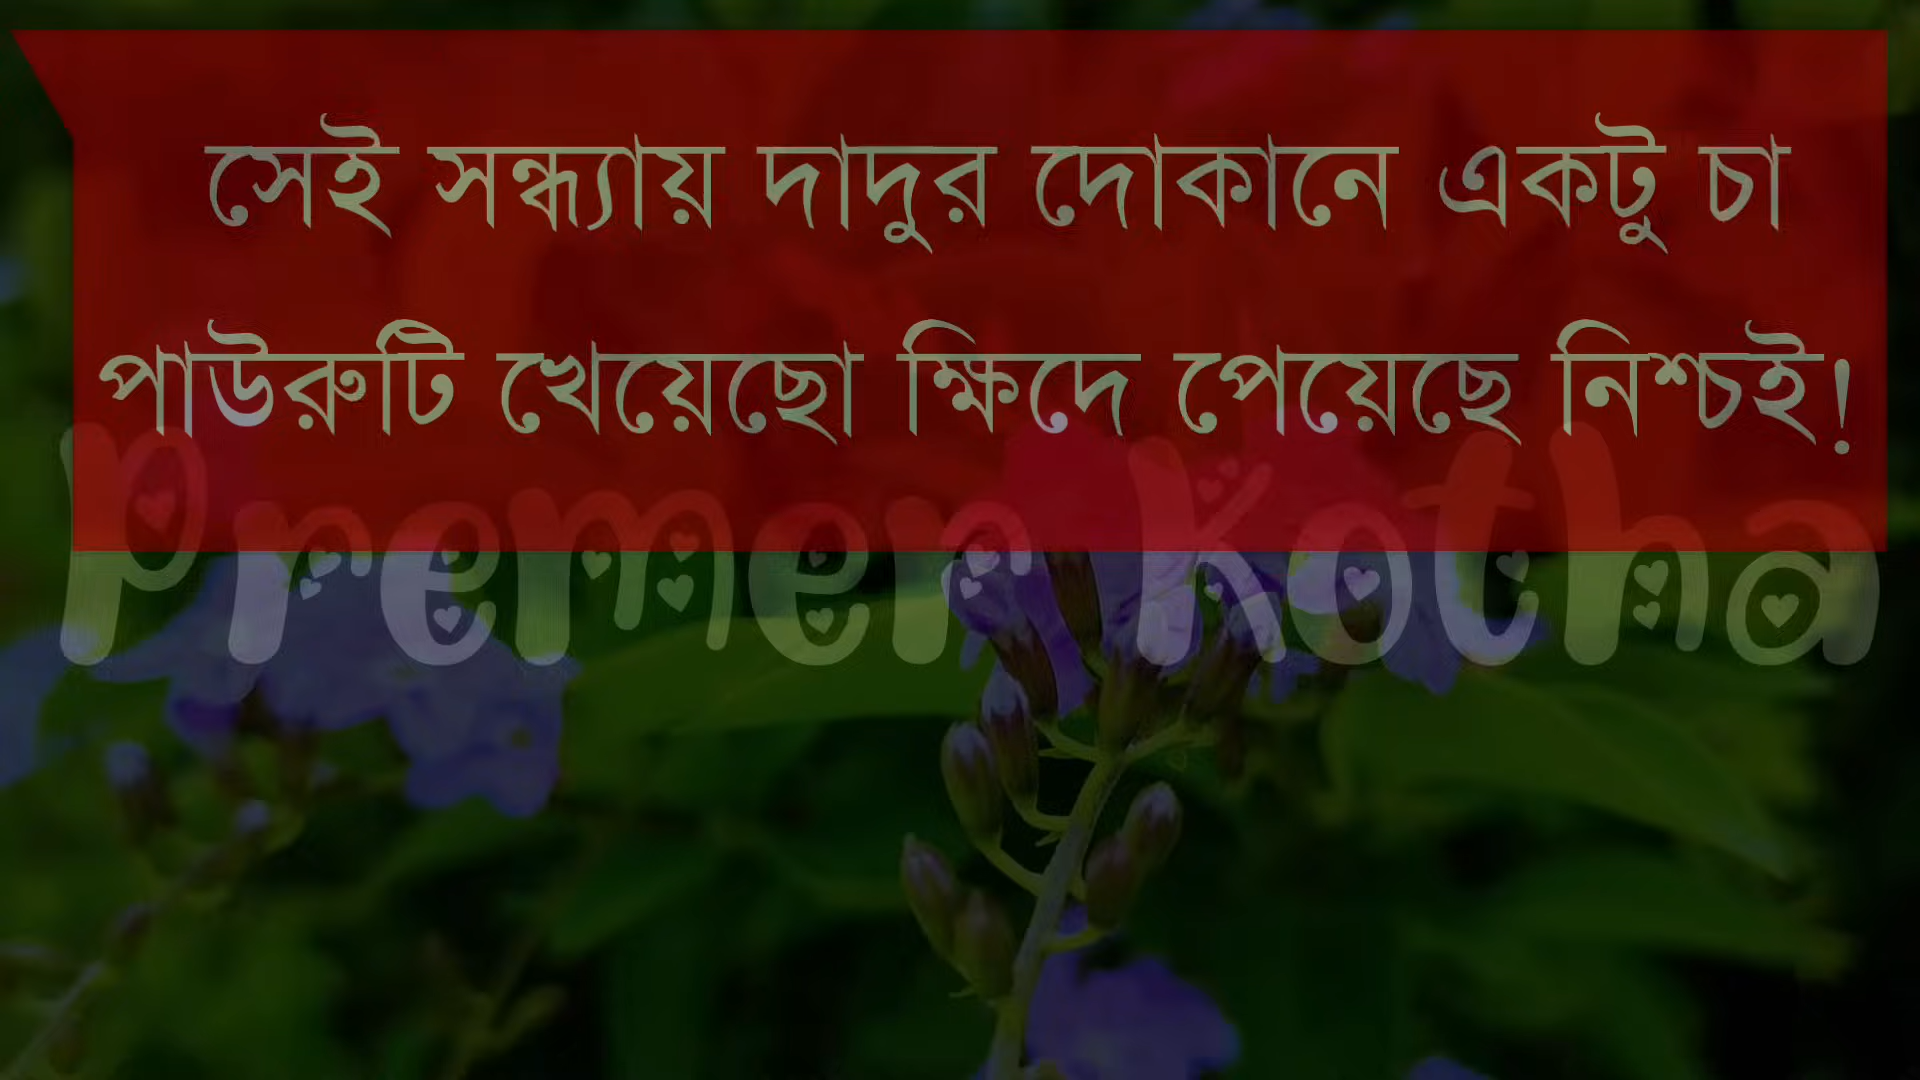 সেই সন্ধ্যায় দাদুর দোকানে একটু চা
পাউরুটি খেয়েছো ক্ষিদে পেয়েছে নিশ্চই!
Premer Kotha